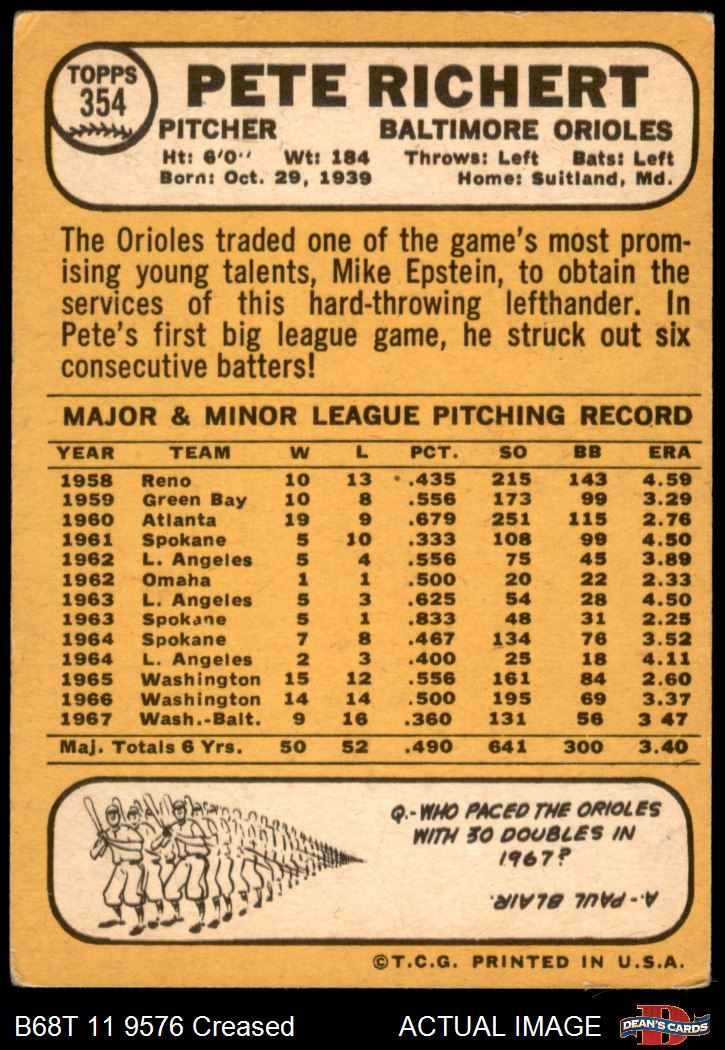 TOPPS
354
PETE RICHERT
PITCHER BALTIMORE ORIOLES
Ht: 6'0'' Wt: 184 Throws: Left Bats: Left
Born: Oct. 29, 1939 Home: Suitland, Md.
The Orioles traded one of the game's most prom-
ising young talents, Mike Epstein, to obtain the
services of this hard-throwing lefthander. In
Pete's first big league game, he struck out six
consecutive batters!
MAJOR & MINOR LEAGUE PITCHING RECORD
YEAR TEAM W L PCT. SO BB ERA
1958 Reno 10 13 .435 215 143 4.59
1959 Green Bay 10 8 .556 173 99 3.29
1960 Atlanta 19 9 .679 251 115 2.76
1961 Spokane 5 10 .333 108 99 4.50
1962 L. Angeles 5 4 .556 75 45 3.89
1962 Omaha 1 1 .500 20 22 2.33
1963 L. Angeles 5 3 .625 54 28 4.50
1963 Spokane 5 1 .833 48 31 2.25
1964 Spokane 7 8 .467 134 76 3.52
1964 L. Angeles 2 3 .400 25 18 4.11
1965 Washington 15 12 .556 161 84 2.60
1966 Washington 14 14 .500 195 69 3.37
1967 Wash.-Balt. 9 16 .360 131 56 3 47
Maj. Totals 6 Yrs. 50 52 .490 641 300 3.40
Q.-WHO PACED THE ORIOLES
WITH 30 DOUBLES IN
1967?
A.-PAUL BLAIR.
©T.C.G. PRINTED IN U.S.A.
B68T 11 9576 Creased ACTUAL IMAGE
D
DEAN'S CARDS